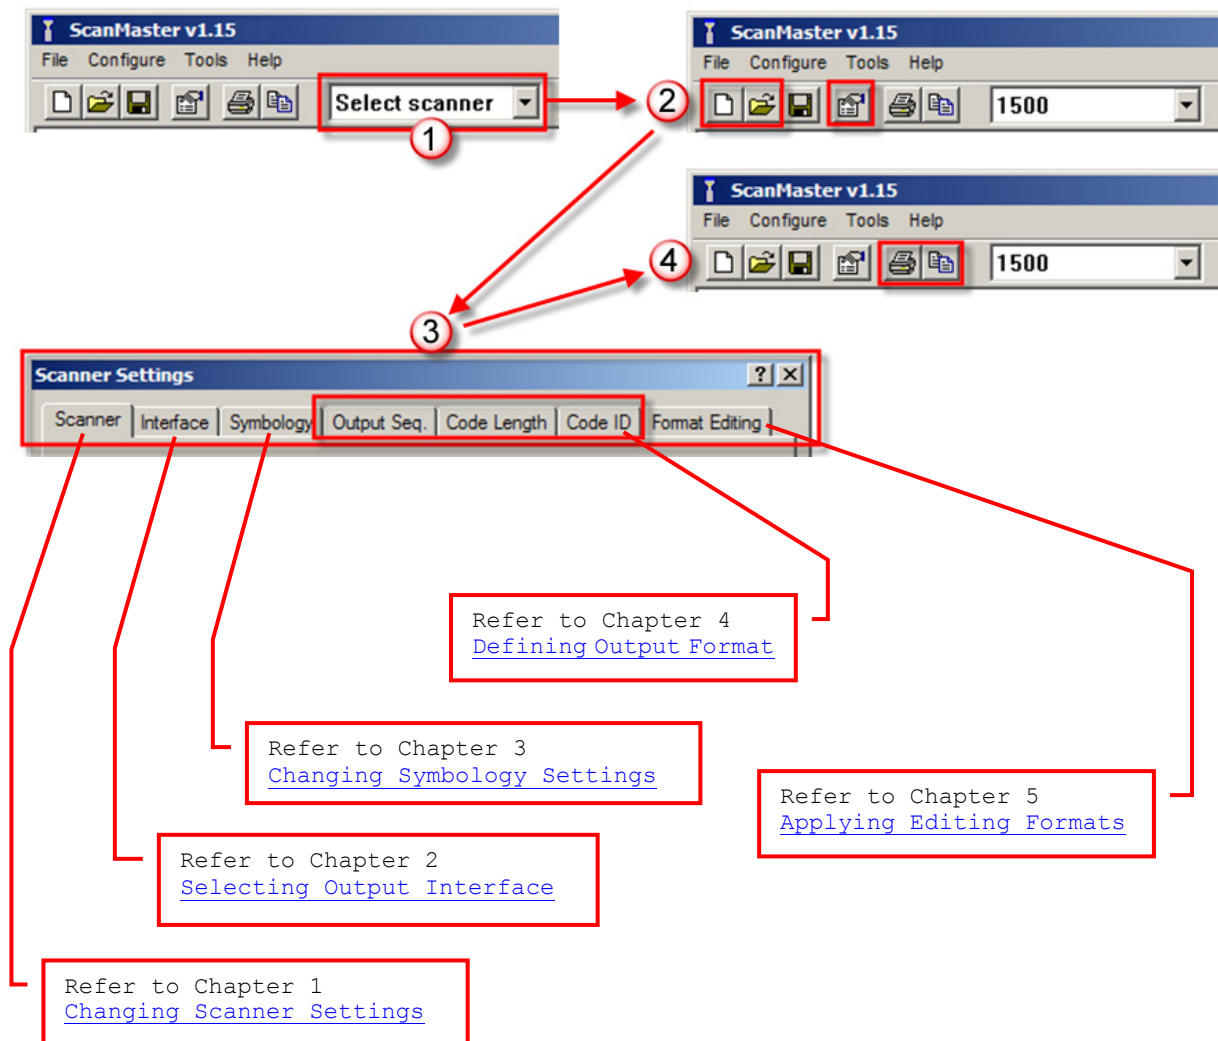 ScanMaster v1.15
File Configure Tools Help
Select scanner
1
ScanMaster v1.15
File Configure Tools Help
2
1500
ScanMaster v1.15
File Configure Tools Help
4
1500
3
Scanner Settings
Scanner Interface Symbology Output Seq. Code Length Code ID Format Editing
Refer to Chapter 4
Defining Output Format
Refer to Chapter 3
Changing Symbology Settings
Refer to Chapter 5
Applying Editing Formats
Refer to Chapter 2
Selecting Output Interface
Refer to Chapter 1
Changing Scanner Settings